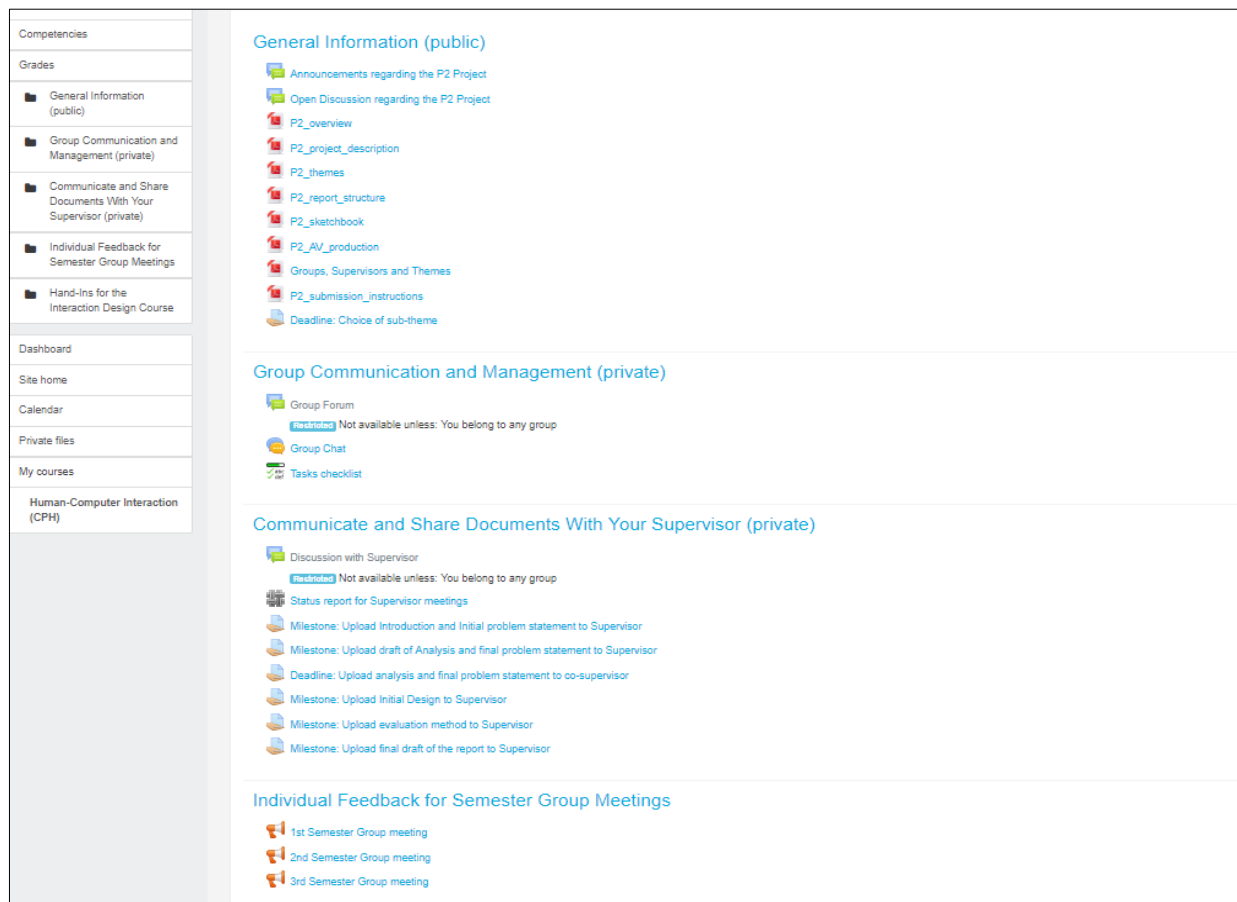 Competencies
Grades
General Information
(public)
Group Communication and
Management (private)
Communicate and Share
Documents With Your
Supervisor (private)
Individual Feedback for
Semester Group Meetings
Hand-Ins for the
Interaction Design Course
Dashboard
Site home
Calendar
Private files
My courses
Human-Computer Interaction
(CPH)
General Information (public)
Announcements regarding the P2 Project
Open Discussion regarding the P2 Project
P2_overview
P2_project_description
P2_themes
P2_report_structure
P2_sketchbook
P2_AV_production
Groups, Supervisors and Themes
P2_submission_instructions
Deadline: Choice of sub-theme
Group Communication and Management (private)
Group Forum
Restricted Not available unless: You belong to any group
Group Chat
Tasks checklist
Communicate and Share Documents With Your Supervisor (private)
Discussion with Supervisor
Restricted Not available unless: You belong to any group
Status report for Supervisor meetings
Milestone: Upload Introduction and Initial problem statement to Supervisor
Milestone: Upload draft of Analysis and final problem statement to Supervisor
Deadline: Upload analysis and final problem statement to co-supervisor
Milestone: Upload Initial Design to Supervisor
Milestone: Upload evaluation method to Supervisor
Milestone: Upload final draft of the report to Supervisor
Individual Feedback for Semester Group Meetings
1st Semester Group meeting
2nd Semester Group meeting
3rd Semester Group meeting